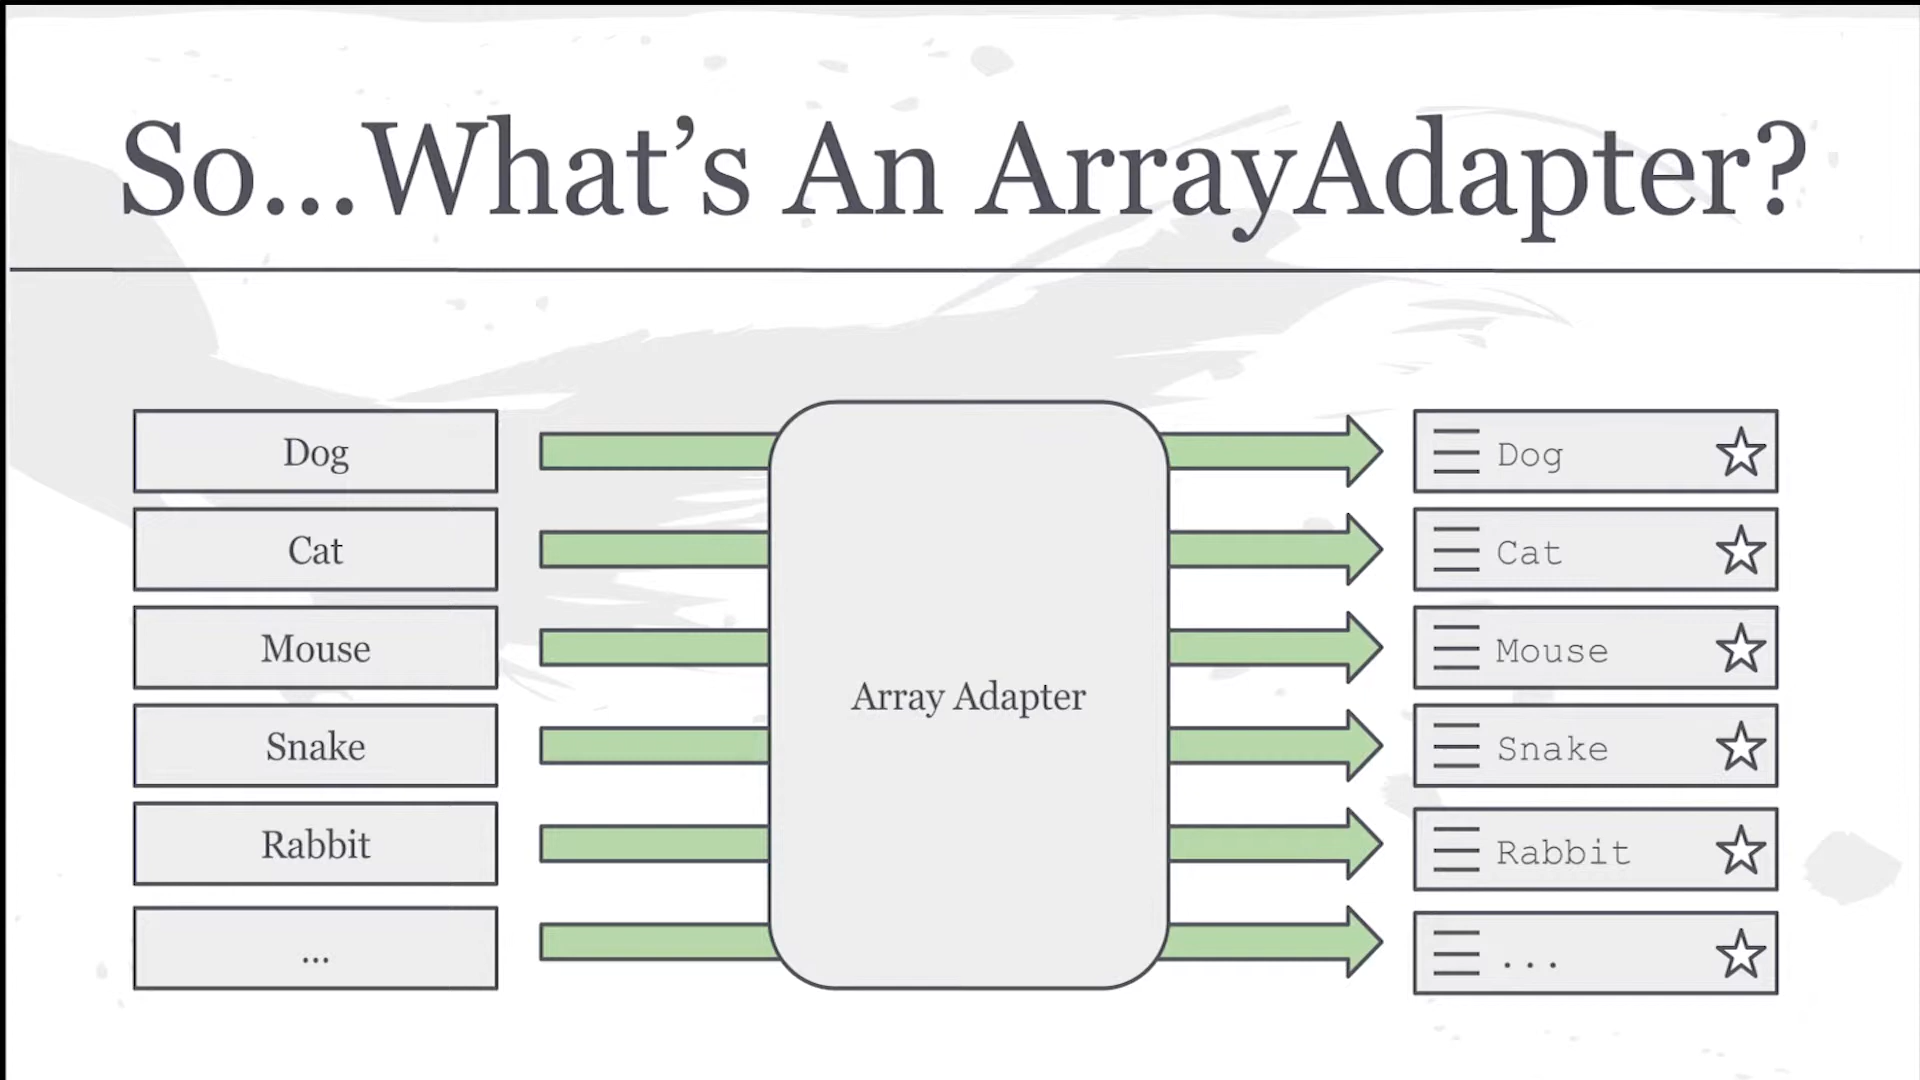 So...What's An ArrayAdapter?
Dog
Cat
Mouse
Snake
Rabbit
...
Array Adapter
Dog
Cat
Mouse
Snake
Rabbit
...